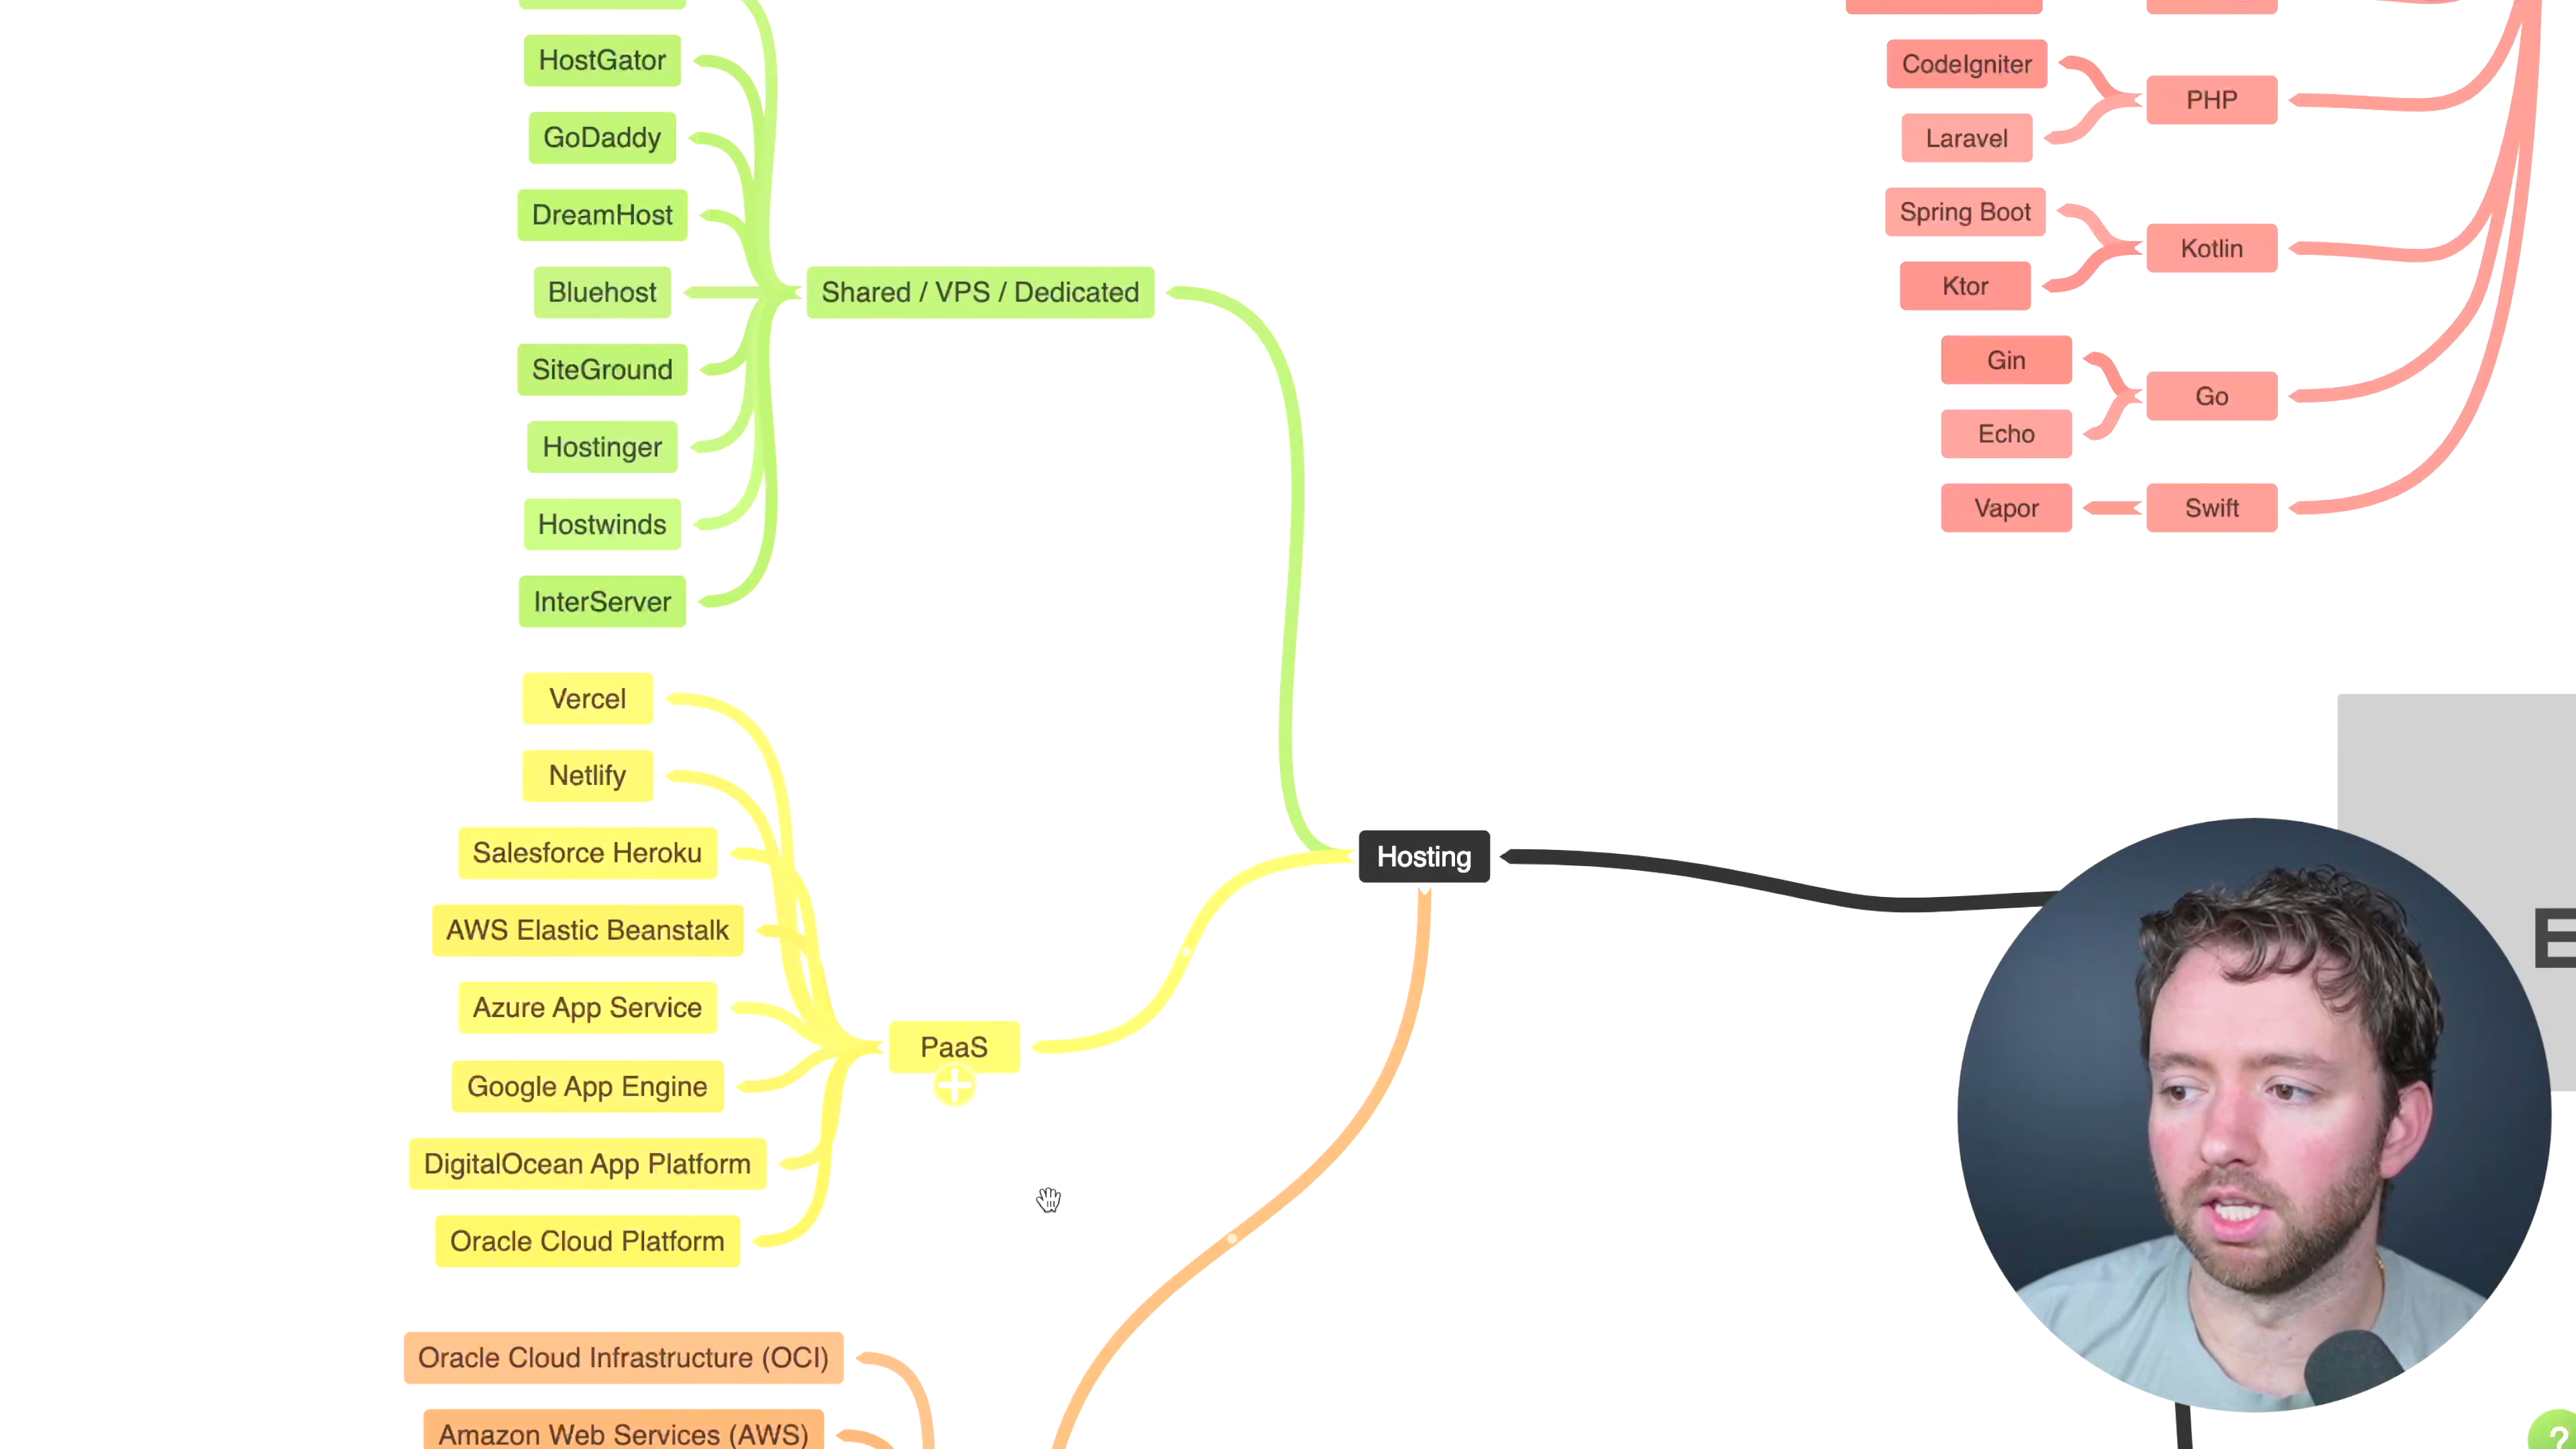 HostGator
GoDaddy
DreamHost
Bluehost
SiteGround
Hostinger
Hostwinds
InterServer
Shared / VPS / Dedicated
Vercel
Netlify
Salesforce Heroku
AWS Elastic Beanstalk
Azure App Service
Google App Engine
DigitalOcean App Platform
Oracle Cloud Platform
PaaS
Hosting
Oracle Cloud Infrastructure (OCI)
Amazon Web Services (AWS)
CodeIgniter
Laravel
PHP
Spring Boot
Ktor
Kotlin
Gin
Echo
Go
Vapor
Swift
E
?